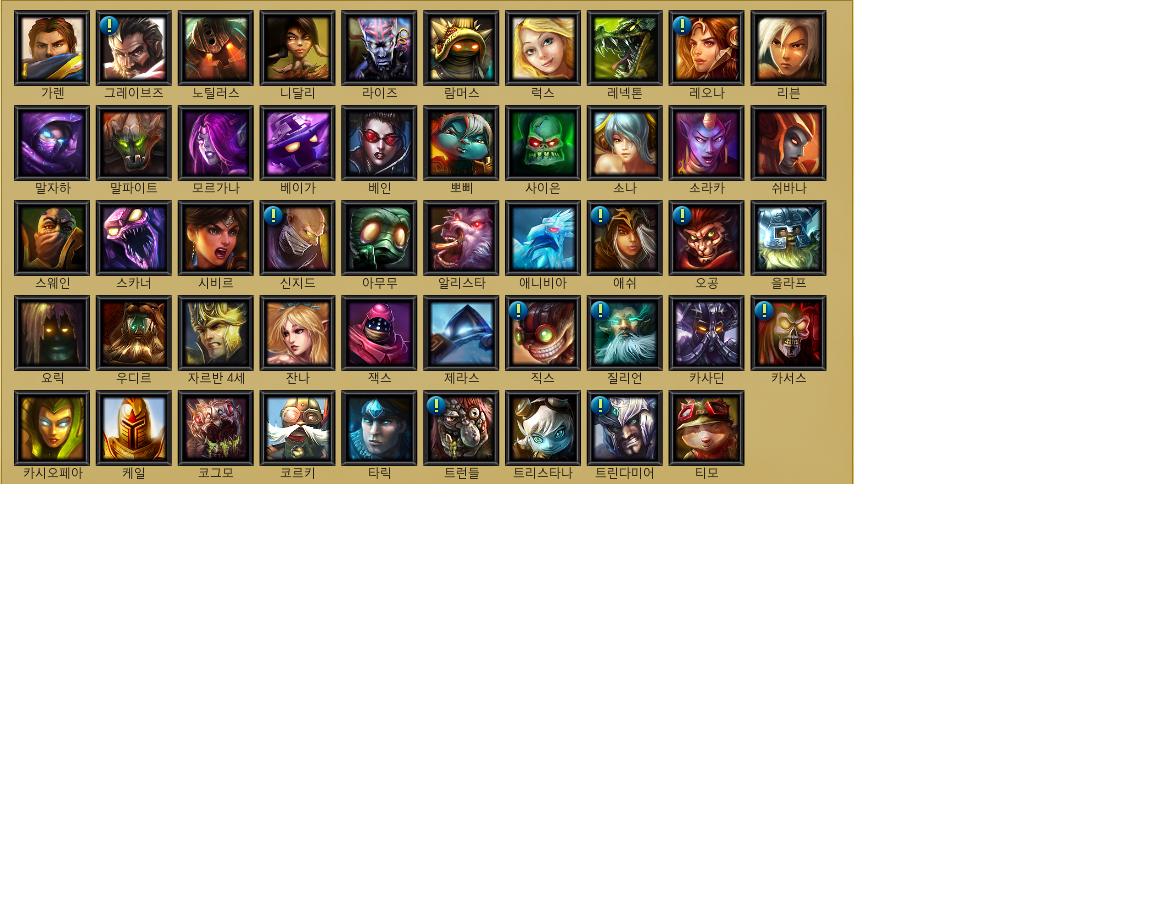 가렌 그레이브즈 노틸러스 니달리 라이즈 람머스 럭스 레넥톤 레오나 리븐
말자하 말파이트 모르가나 베이가 베인 뽀삐 사이온 소나 소라카 쉬바나
스웨인 스카너 시비르 신지드 아무무 알리스타 애니비아 애쉬 오공 올라프
요릭 우디르 자르반 4세 잔나 잭스 제라스 직스 질리언 카사딘 카서스
카시오페아 케일 코그모 코르키 타릭 트런들 트리스타나 트린다미어 티모